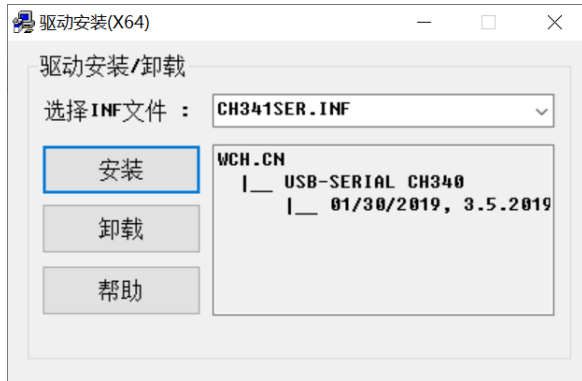 驱动安装(X64)
驱动安装/卸载
选择INF文件 : CH341SER.INF
安装
卸载
帮助
WCH.CN
|__ USB-SERIAL CH340
|__ 01/30/2019, 3.5.2019